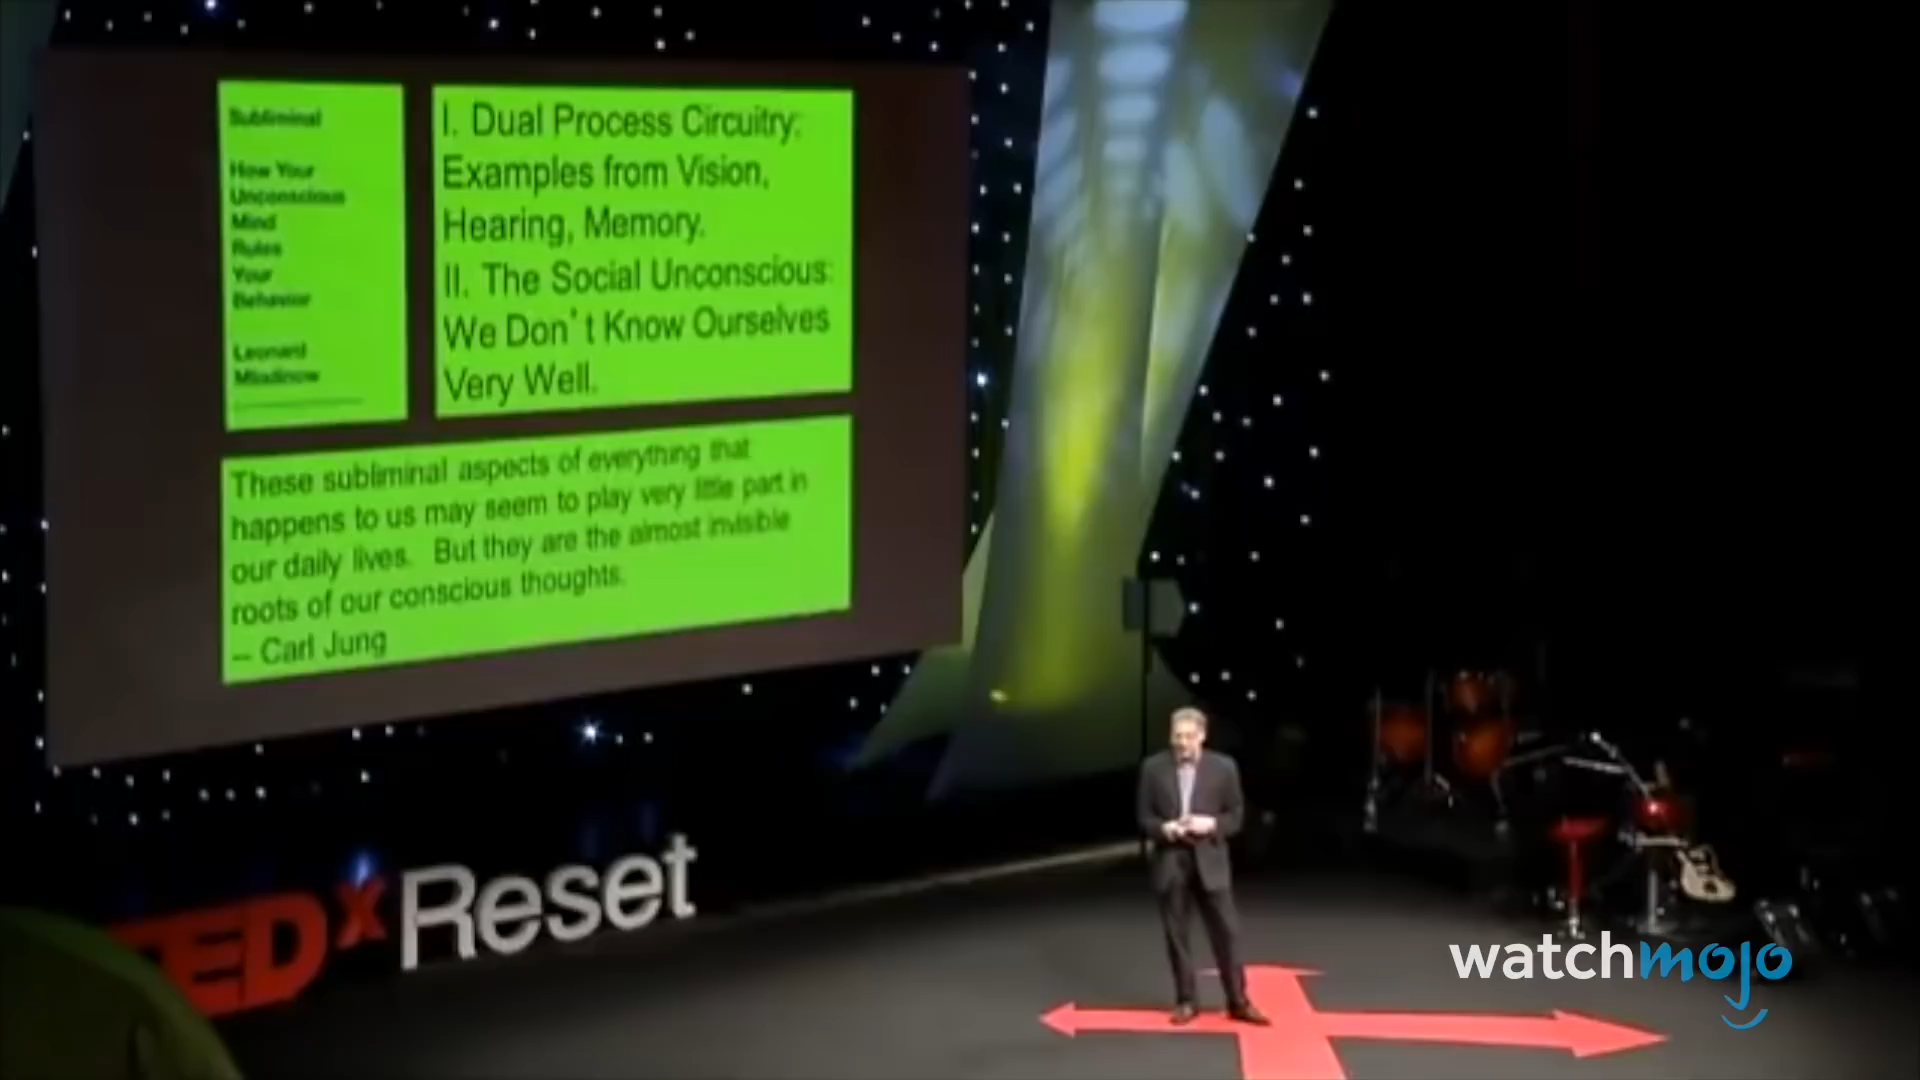 Subliminal
How Your
Unconscious
Mind
Rules
Your
Behavior
Leonard
Mlodinow
I. Dual Process Circuitry:
Examples from Vision,
Hearing, Memory.
II. The Social Unconscious:
We Don't Know Ourselves
Very Well.
These subliminal aspects of everything that
happens to us may seem to play very little part in
our daily lives. But they are the almost invisible
roots of our conscious thoughts.
-- Carl Jung
TEDxReset
watchmojo